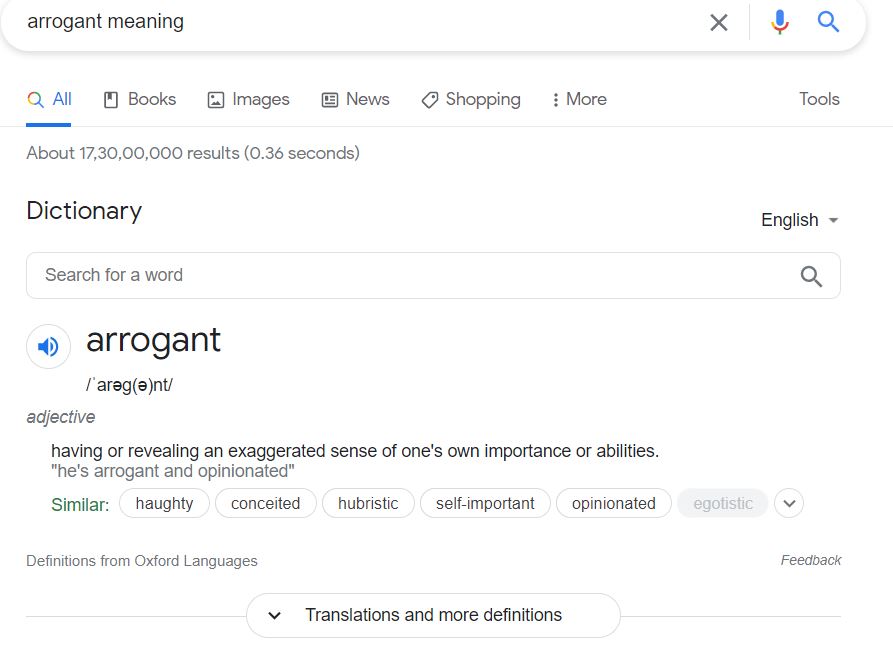 arrogant meaning
All Books Images News Shopping More Tools
About 17,30,00,000 results (0.36 seconds)
Dictionary
English
Search for a word
arrogant
/ˈarəɡ(ə)nt/
adjective
having or revealing an exaggerated sense of one's own importance or abilities.
"he's arrogant and opinionated"
Similar: haughty conceited hubristic self-important opinionated egotistic
Definitions from Oxford Languages Feedback
Translations and more definitions